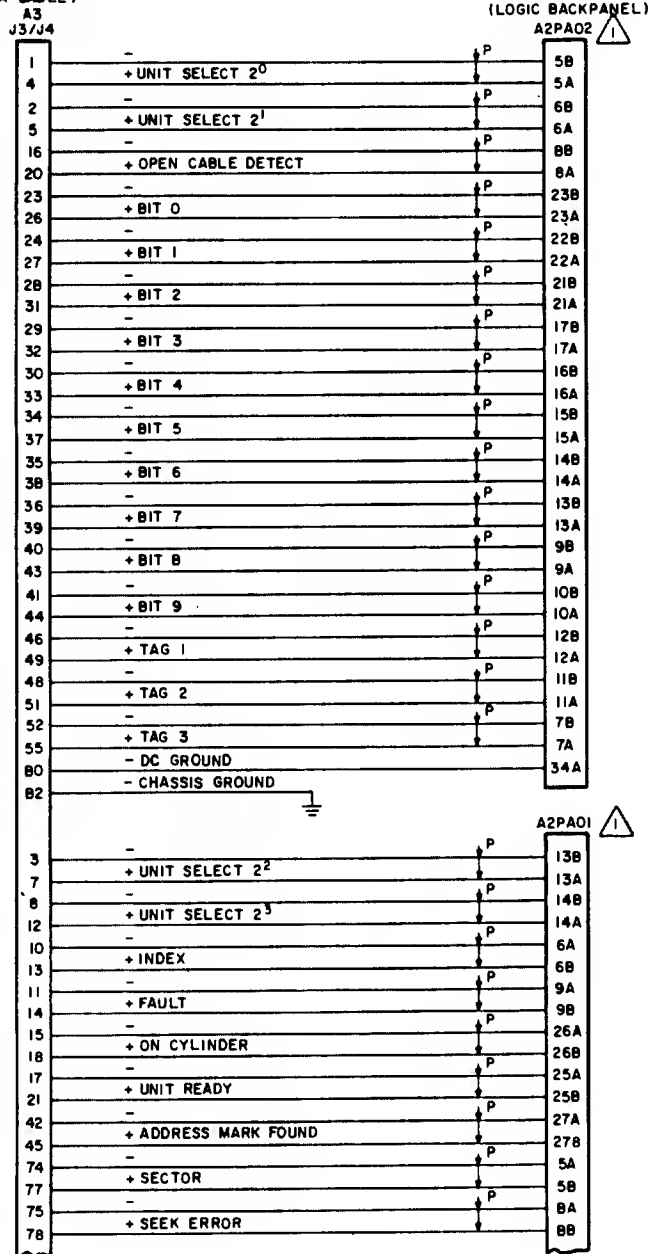 (LOGIC BACKPANEL)
A3
J3/J4 A2PA02 1
1 - P 5B
4 + UNIT SELECT 2⁰ 5A
2 - P 6B
5 + UNIT SELECT 2¹ 6A
16 - P 8B
20 + OPEN CABLE DETECT 8A
23 - P 23B
26 + BIT 0 23A
24 - P 22B
27 + BIT 1 22A
28 - P 21B
31 + BIT 2 21A
29 - P 17B
32 + BIT 3 17A
30 - P 16B
33 + BIT 4 16A
34 - P 15B
37 + BIT 5 15A
35 - P 14B
38 + BIT 6 14A
36 - P 13B
39 + BIT 7 13A
40 - P 9B
43 + BIT 8 9A
41 - P 10B
44 + BIT 9 10A
46 - P 12B
49 + TAG 1 12A
48 - P 11B
51 + TAG 2 11A
52 - P 7B
55 + TAG 3 7A
80 - DC GROUND 34A
82 - CHASSIS GROUND
A2PA01 1
3 - P 13B
7 + UNIT SELECT 2² 13A
8 - P 14B
12 + UNIT SELECT 2³ 14A
10 - P 6A
13 + INDEX 6B
11 - P 9A
14 + FAULT 9B
15 - P 26A
18 + ON CYLINDER 26B
17 - P 25A
21 + UNIT READY 25B
42 - P 27A
45 + ADDRESS MARK FOUND 27B
74 - P 5A
77 + SECTOR 5B
75 - P 8A
78 + SEEK ERROR 8B